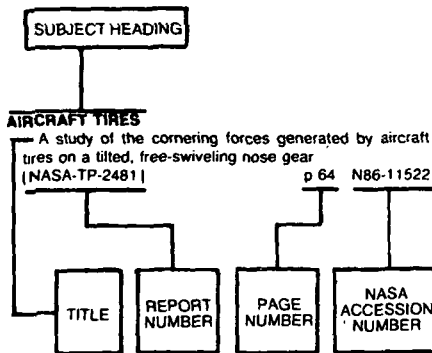 SUBJECT HEADING
AIRCRAFT TIRES
A study of the cornering forces generated by aircraft
tires on a tilted, free-swiveling nose gear
[NASA-TP-2481] p 64 N86-11522
TITLE
REPORT
NUMBER
PAGE
NUMBER
NASA
ACCESSION
NUMBER